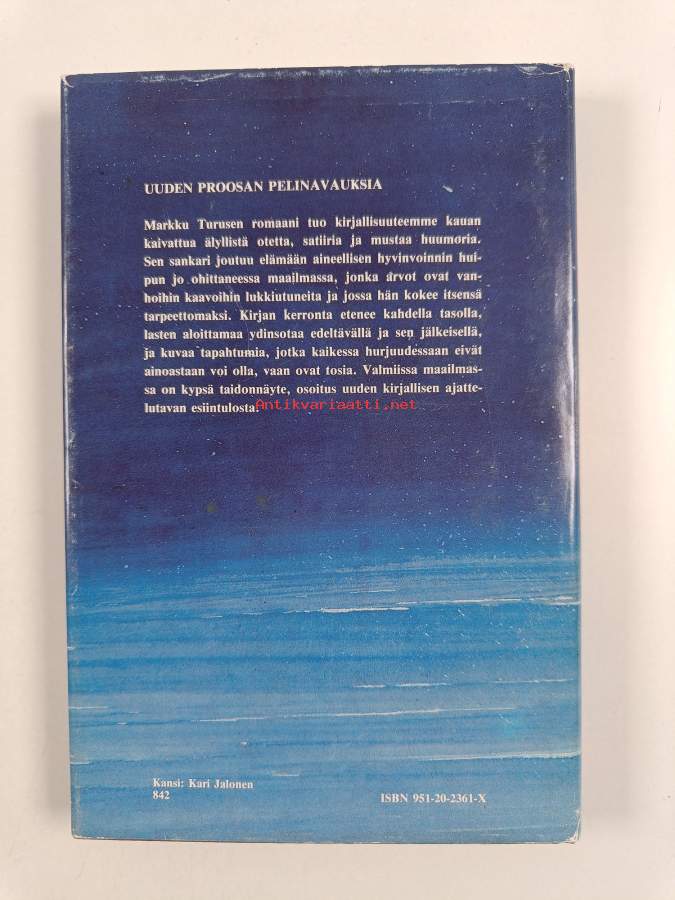 UUDEN PROOSAN PELINAVAUKSIA
Markku Turusen romaani tuo kirjallisuuteemme kauan
kaivattua älyllistä otetta, satiiria ja mustaa huumoria.
Sen sankari joutuu elämään aineellisen hyvinvoinnin hui-
pun jo ohittaneessa maailmassa, jonka arvot ovat van-
hoihin kaavoihin lukkiutuneita ja jossa hän kokee itsensä
tarpeettomaksi. Kirjan kerronta etenee kahdella tasolla,
lasten aloittamaa ydinsotaa edeltävällä ja sen jälkeisellä,
ja kuvaa tapahtumia, jotka kaikessa hurjuudessaan eivät
ainoastaan voi olla, vaan ovat tosia. Valmiissa maailmas-
sa on kypsä taidonnäyte, osoitus uuden kirjallisen ajatte-
lutavan esiintulosta.
Antikvariaatti.net
Kansi: Kari Jalonen
842
ISBN 951-20-2361-X